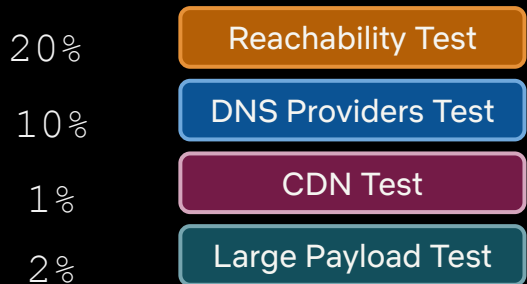 20% Reachability Test
10% DNS Providers Test
1% CDN Test
2% Large Payload Test